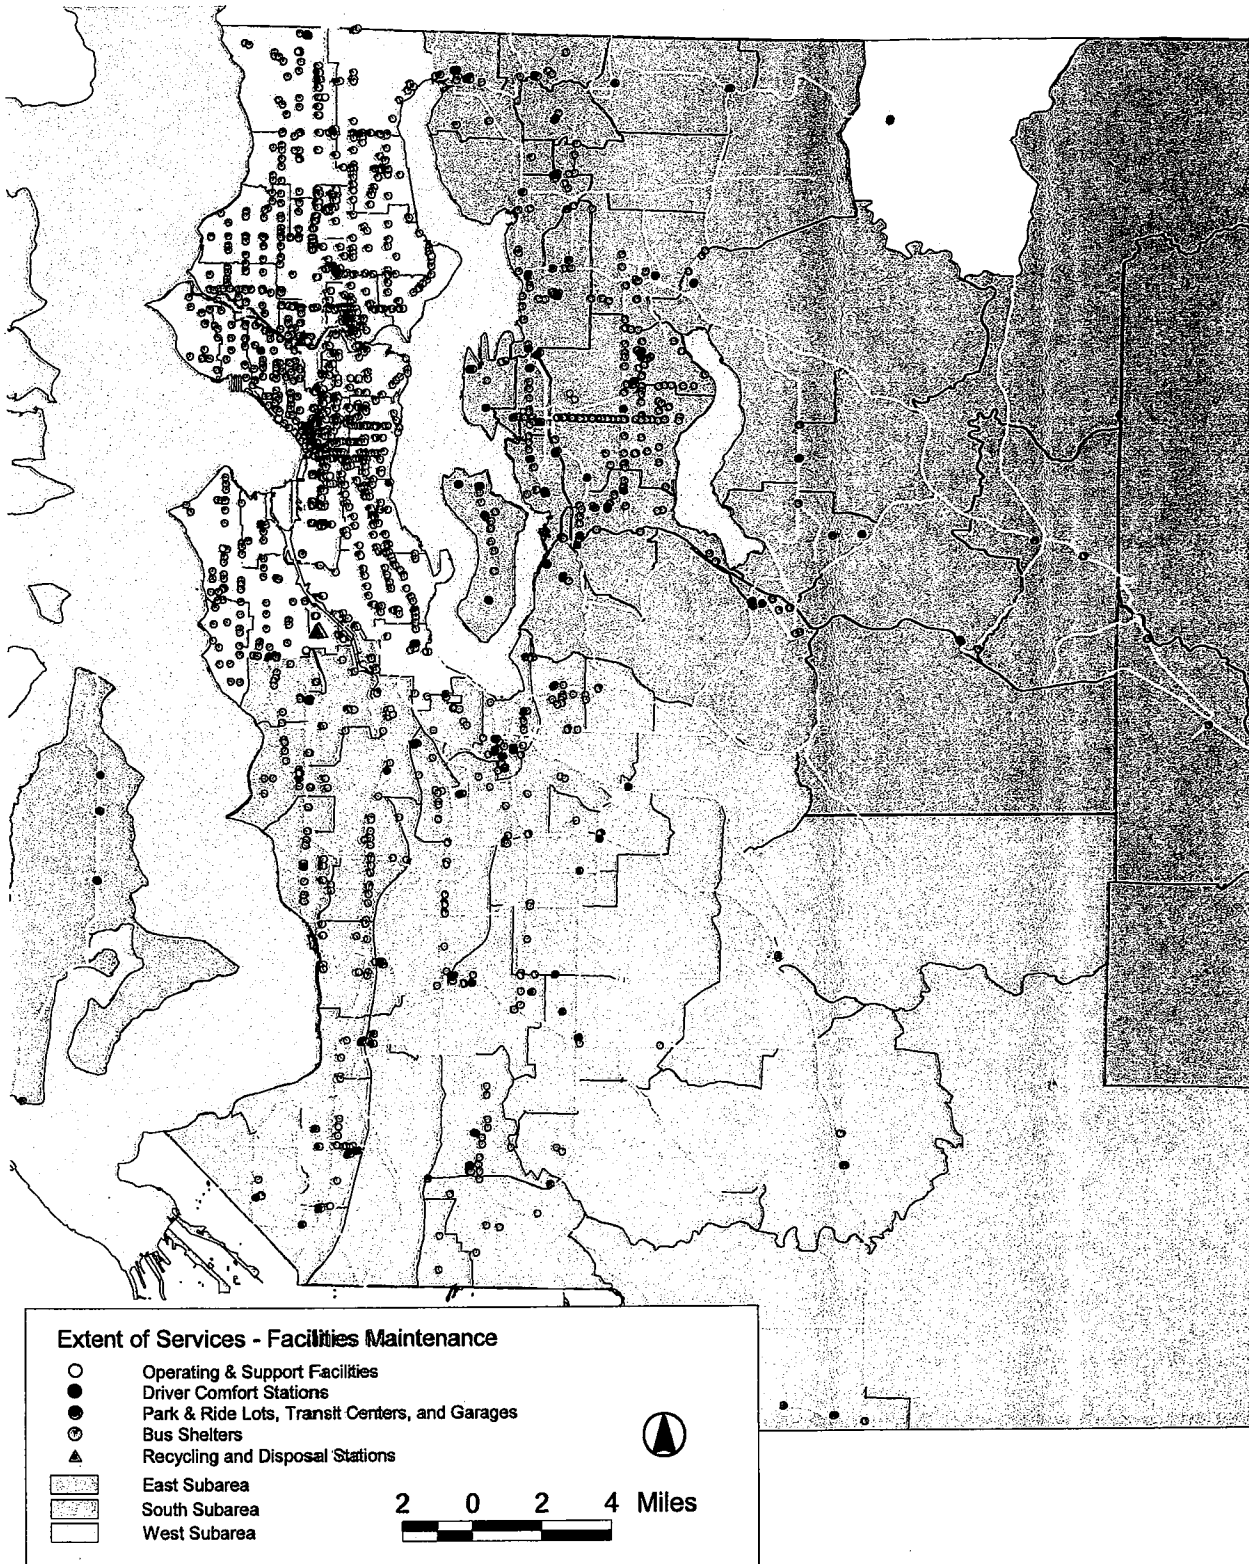 Extent of Services - Facilities Maintenance
Operating & Support Facilities
Driver Comfort Stations
Park & Ride Lots, Transit Centers, and Garages
Bus Shelters
Recycling and Disposal Stations
East Subarea
South Subarea
West Subarea
2 0 2 4 Miles